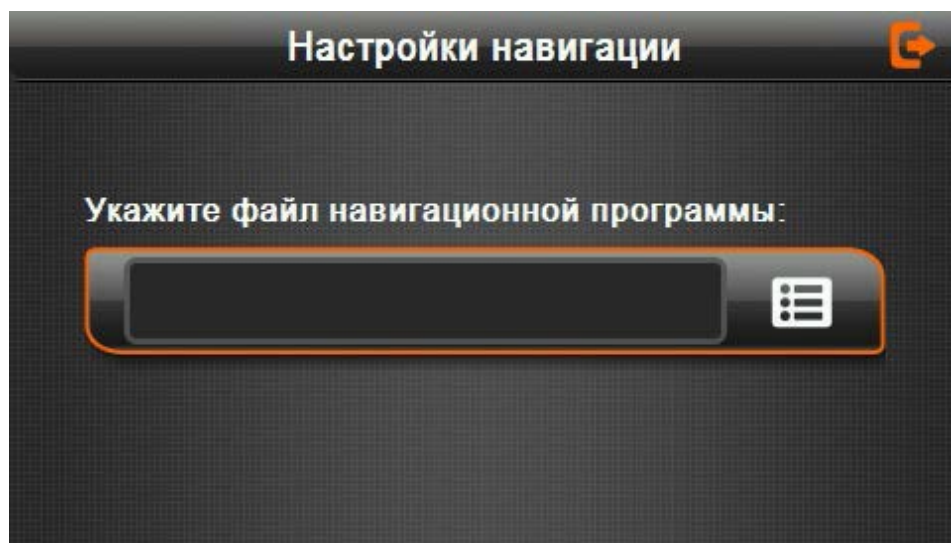 Настройки навигации
Укажите файл навигационной программы: